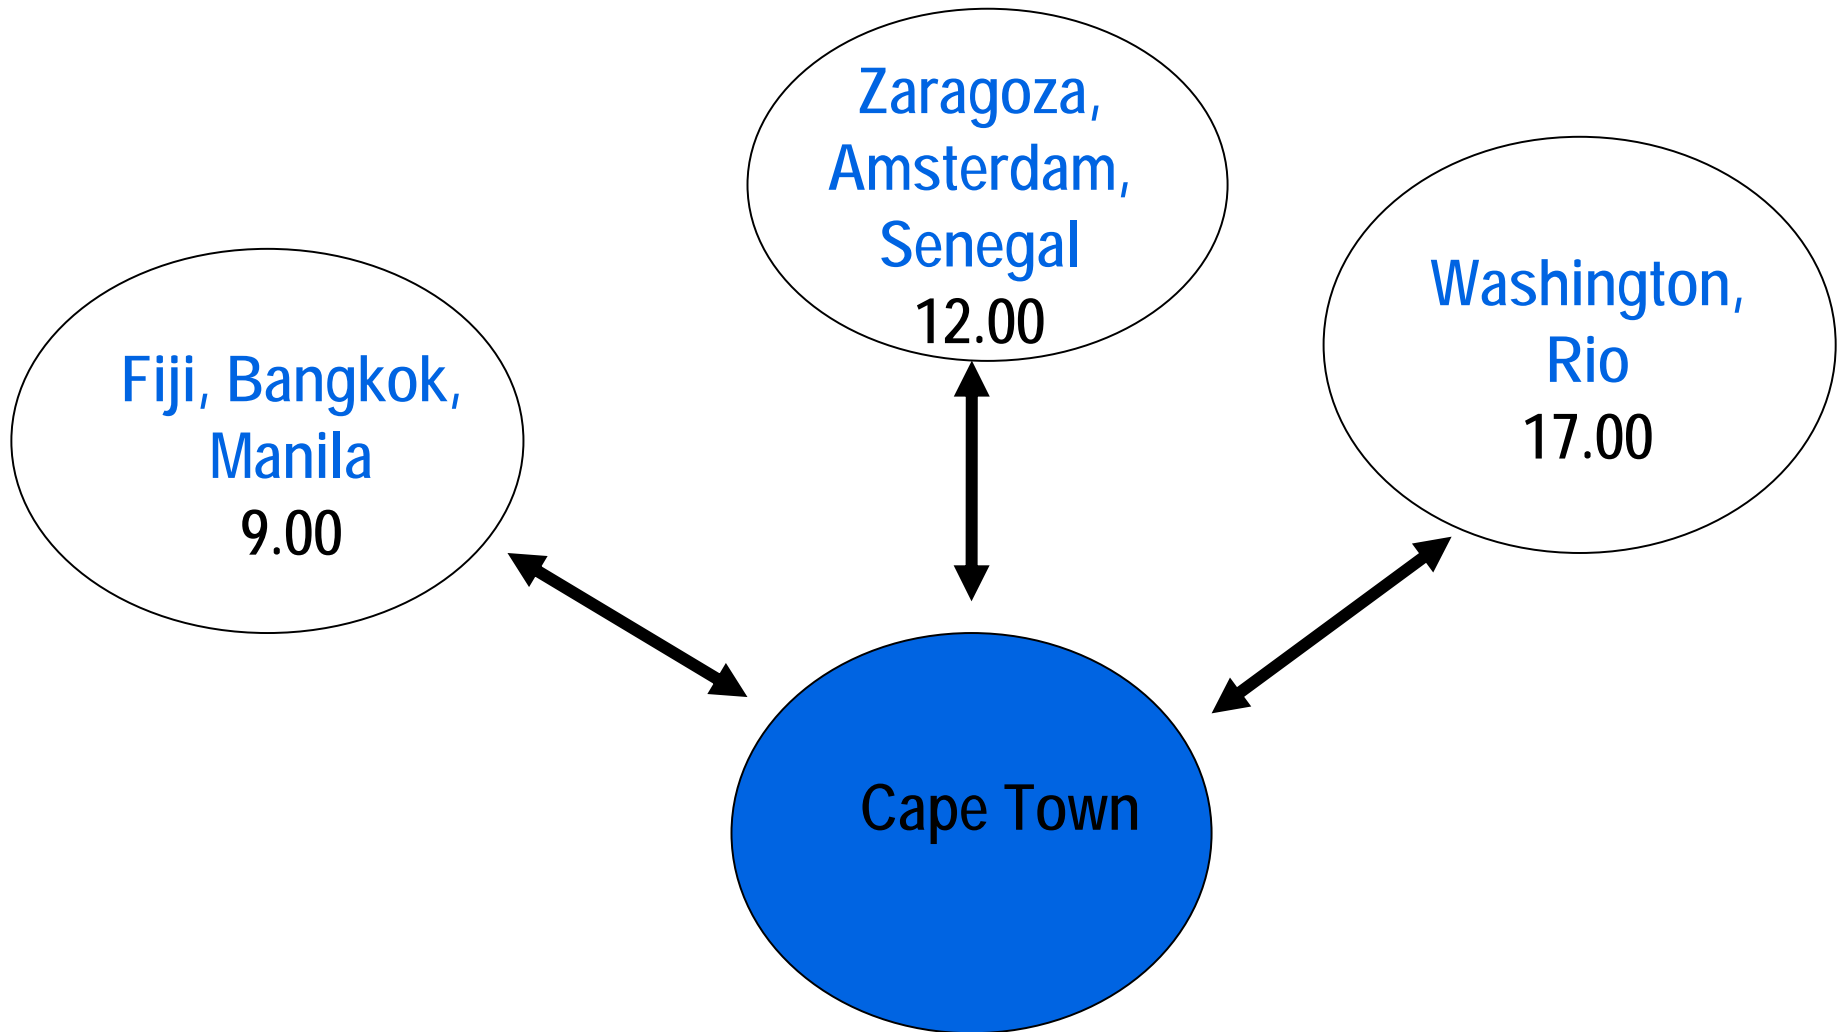 Zaragoza,
Amsterdam,
Senegal
12.00
Washington,
Rio
17.00
Fiji, Bangkok,
Manila
9.00
Cape Town